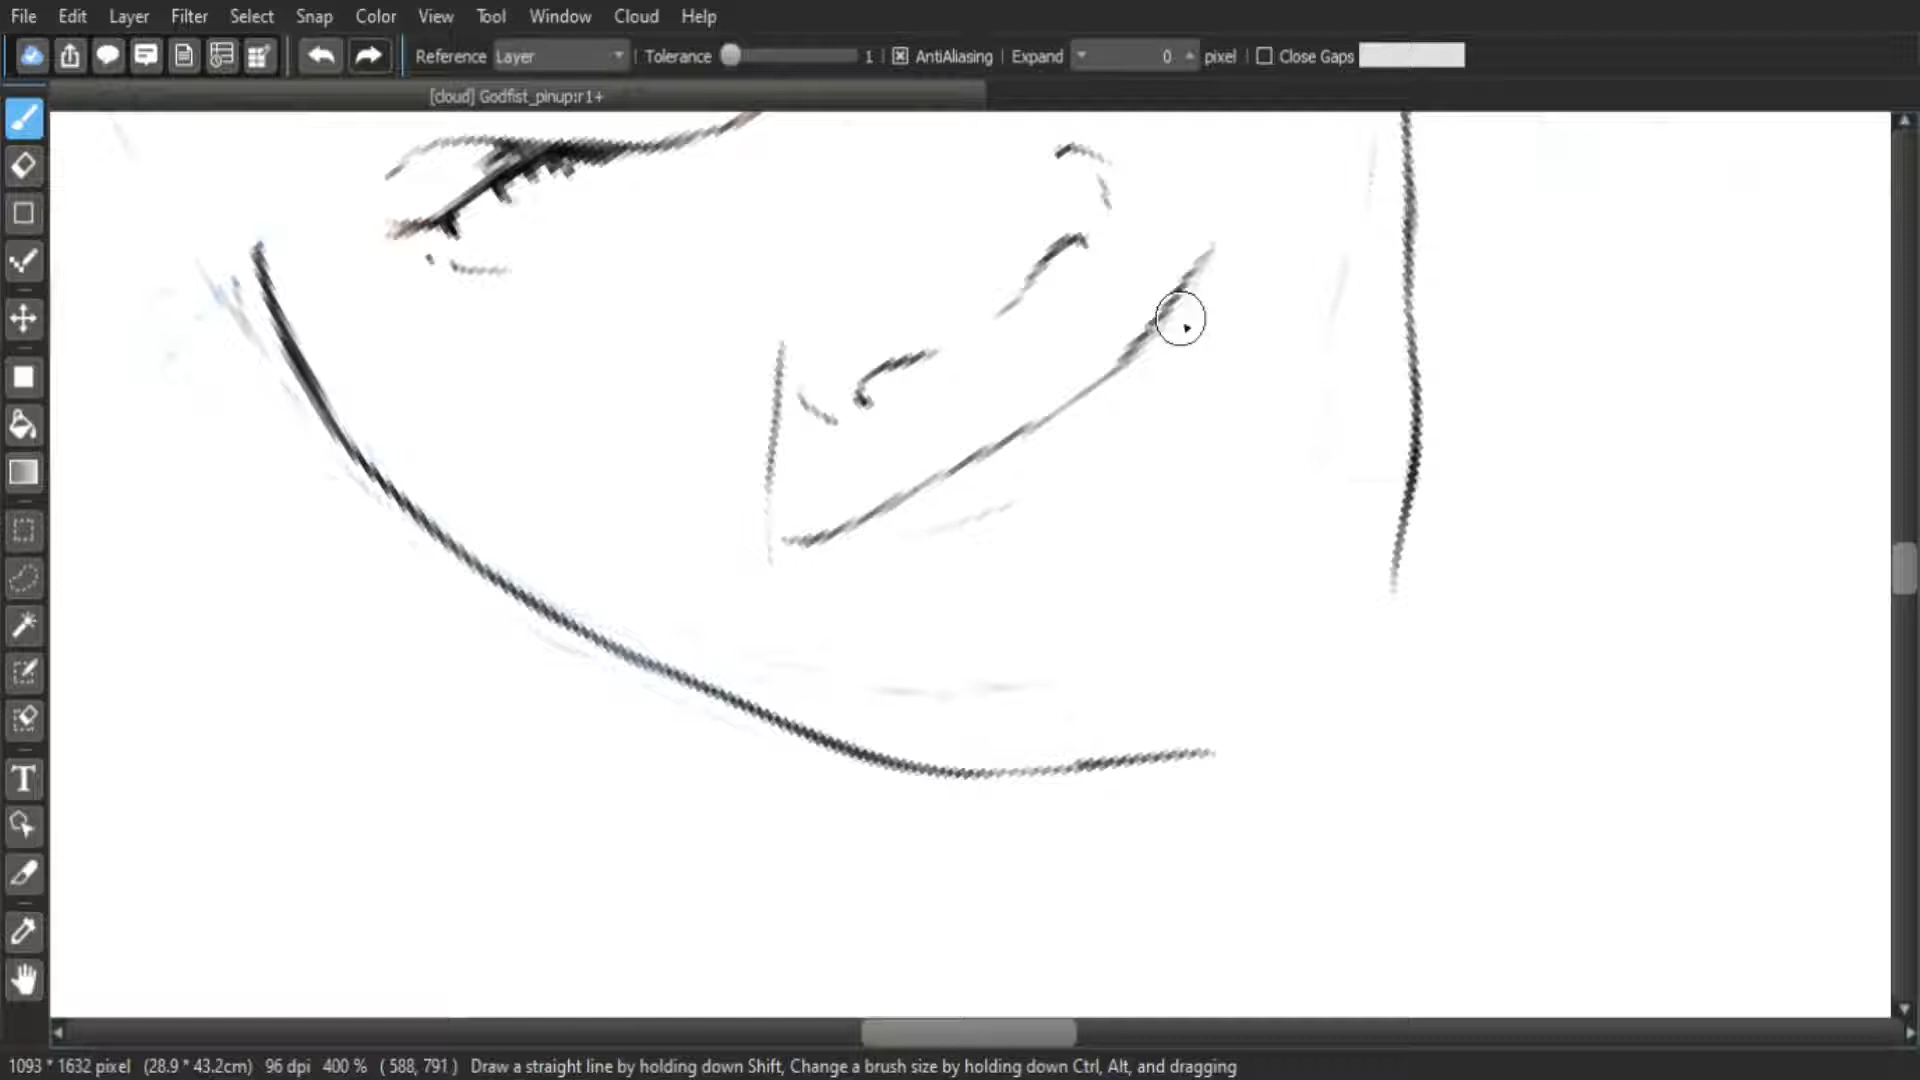 File Edit Layer Filter Select Snap Color View Tool Window Cloud Help
Reference Layer Tolerance 1 AntiAliasing Expand 0 pixel Close Gaps
[cloud] Godfist_pinup:r1+
T
1093 * 1632 pixel (28.9 * 43.2cm) 96 dpi 400 % ( 588, 791 ) Draw a straight line by holding down Shift, Change a brush size by holding down Ctrl, Alt, and dragging